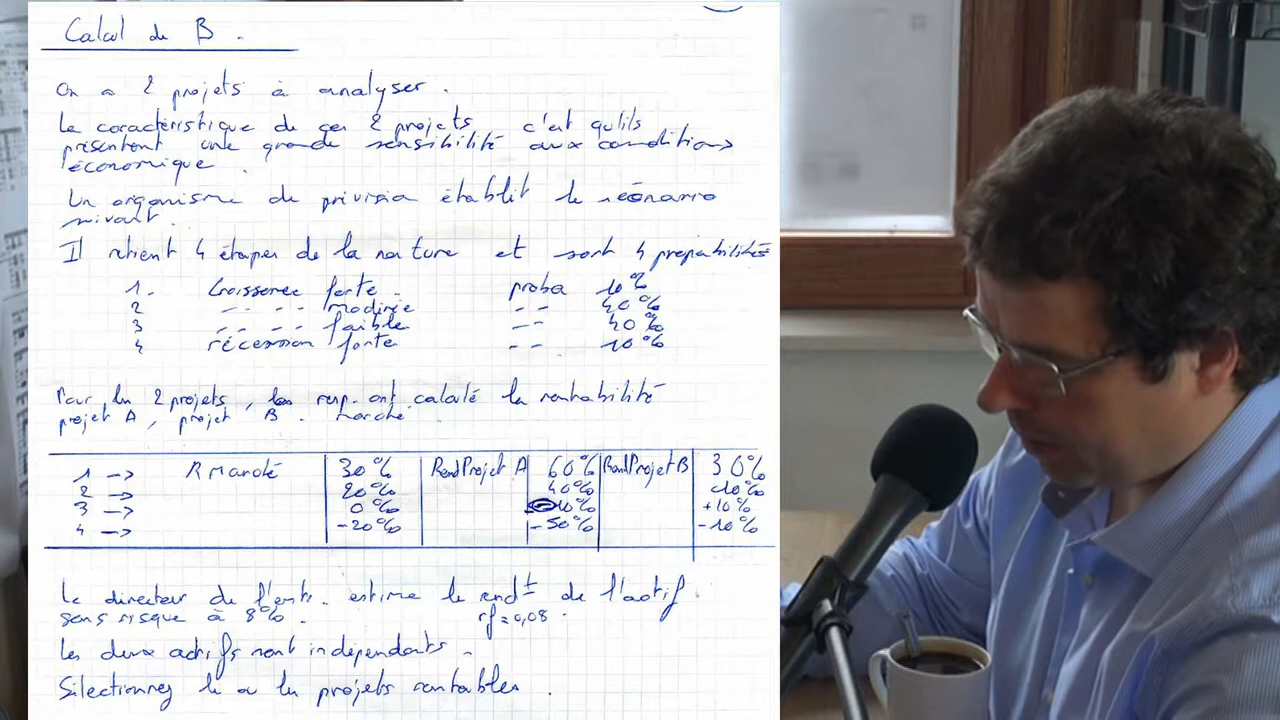 Calcul de B.
On a 2 projets à analyser.
La caractéristique de ces 2 projets c'est qu'ils
présentent une grande sensibilité aux conditions
économique.
Un organisme de prévision établit le scénario
suivant.
Il retient 4 étapes de la nature et sont 4 prepabilités
1. Croissance forte. proba 10%
2 -- -- -- modérée -- 40%
3 -- -- -- faible -- 40%
4 récession forte -- 10%
Pour les 2 projets, les resp. ont calculé la rentabilité
projet A, projet B. marché.
1 -> R Marché 30% Rend Projet A 60% Rend Projet B 30%
2 -> 20% 40% 10%
3 -> 0% 10% +10%
4 -> -20% -50% -10%
Le directeur de l'entr. estime le rendt de l'actif
sans risque à 8%. rf = 0,08.
Les deux actifs sont indépendants.
Sélectionnez le ou les projets rentables.